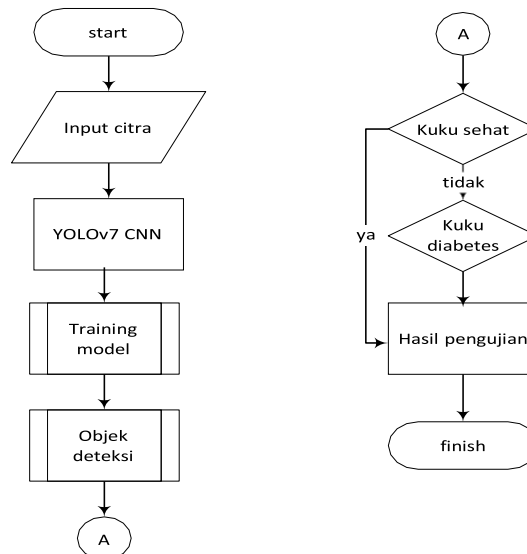 start
Input citra
YOLOv7 CNN
Training
model
Objek
deteksi
A
A
Kuku sehat
tidak
ya
Kuku
diabetes
Hasil pengujian
finish